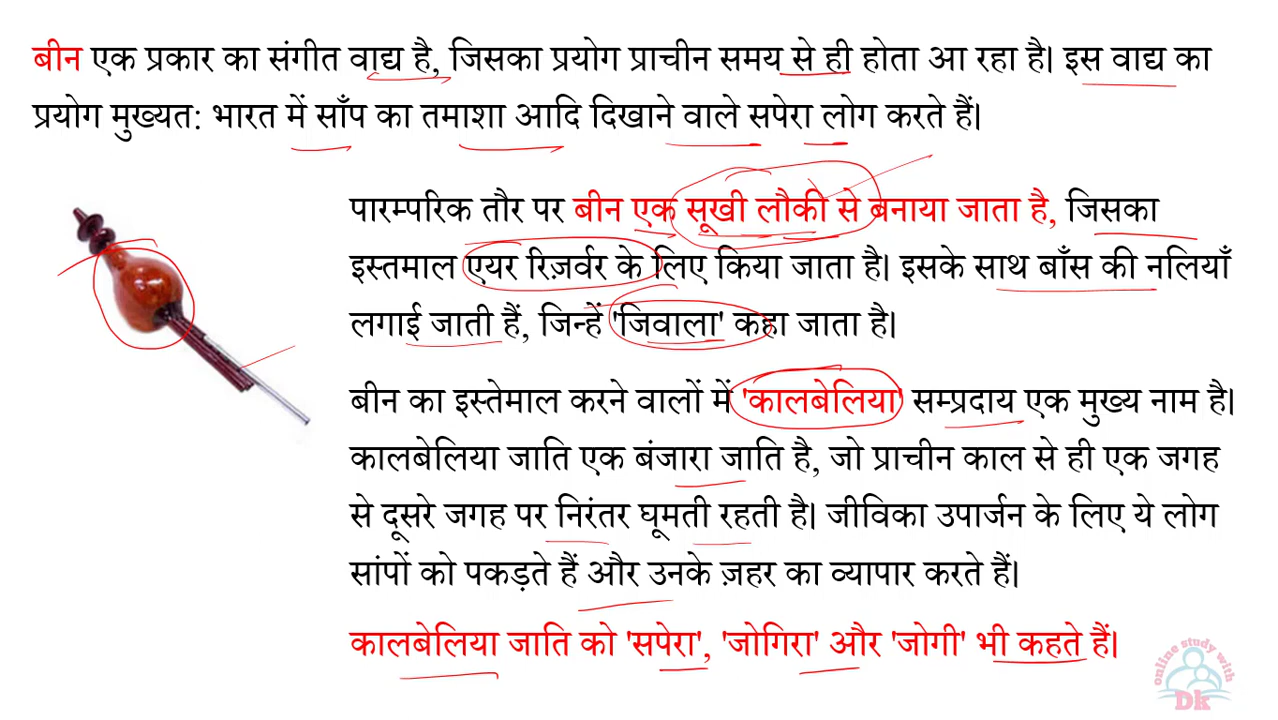 बीन एक प्रकार का संगीत वाद्य है, जिसका प्रयोग प्राचीन समय से ही होता आ रहा है। इस वाद्य का
प्रयोग मुख्यत: भारत में साँप का तमाशा आदि दिखाने वाले सपेरा लोग करते हैं।
पारम्परिक तौर पर बीन एक सूखी लौकी से बनाया जाता है, जिसका
इस्तमाल एयर रिज़र्वर के लिए किया जाता है। इसके साथ बाँस की नलियाँ
लगाई जाती हैं, जिन्हें 'जिवाला' कहा जाता है।
बीन का इस्तेमाल करने वालों में 'कालबेलिया' सम्प्रदाय एक मुख्य नाम है।
कालबेलिया जाति एक बंजारा जाति है, जो प्राचीन काल से ही एक जगह
से दूसरे जगह पर निरंतर घूमती रहती है। जीविका उपार्जन के लिए ये लोग
सांपों को पकड़ते हैं और उनके ज़हर का व्यापार करते हैं।
कालबेलिया जाति को 'सपेरा', 'जोगिरा' और 'जोगी' भी कहते हैं।
online study with
Dk